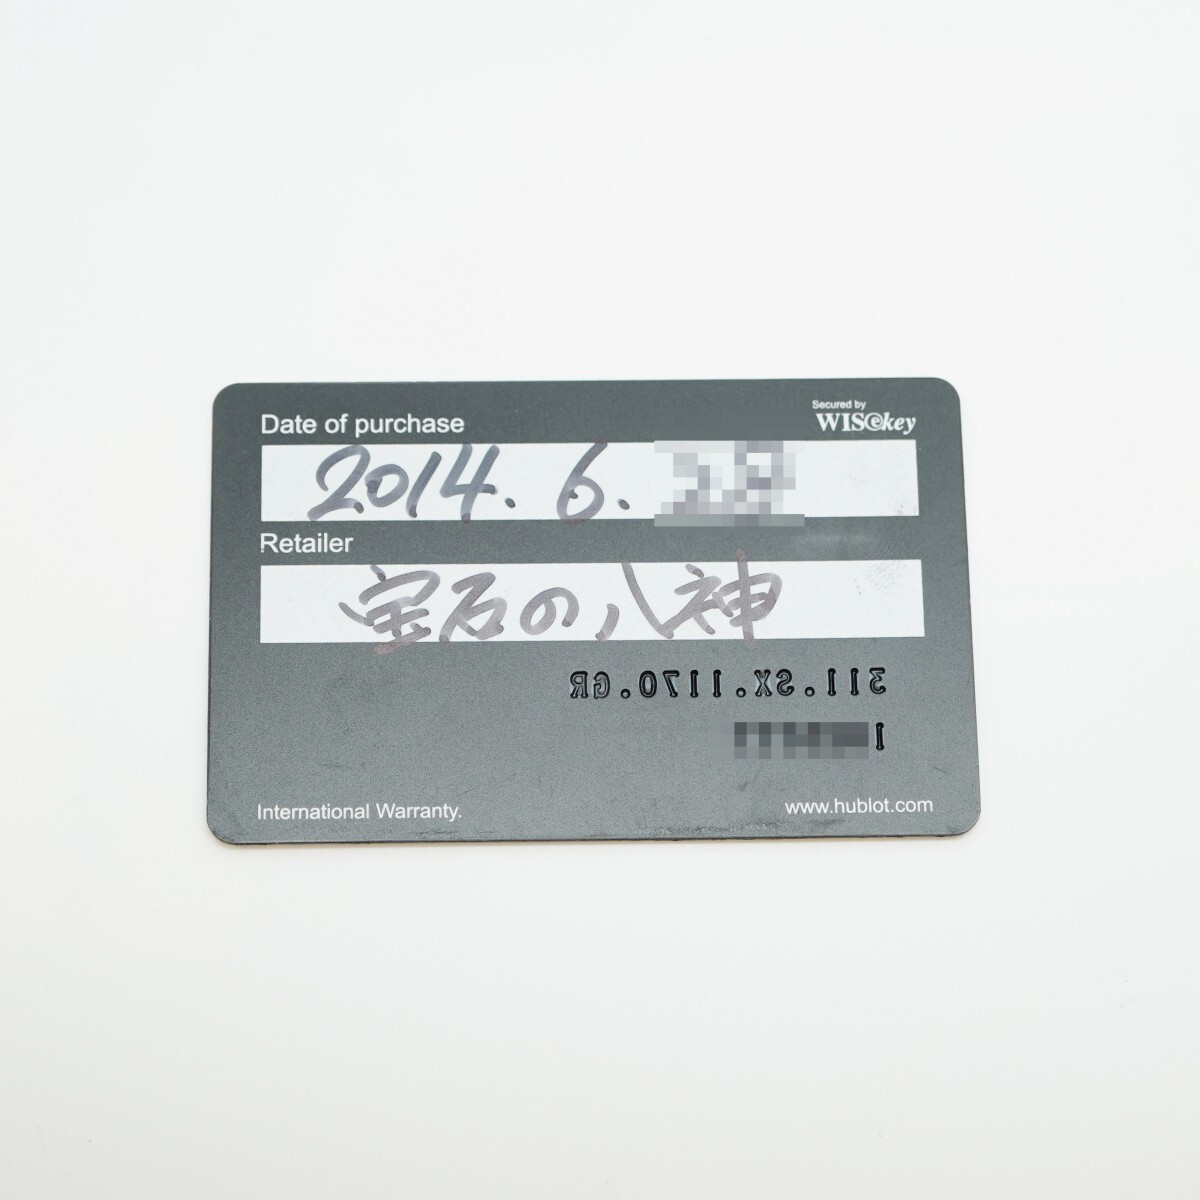 Secured by
WISekey
Date of purchase
2014. 6.
Retailer
宝石の八神
311.SX.1170.GR
1
International Warranty.
www.hublot.com